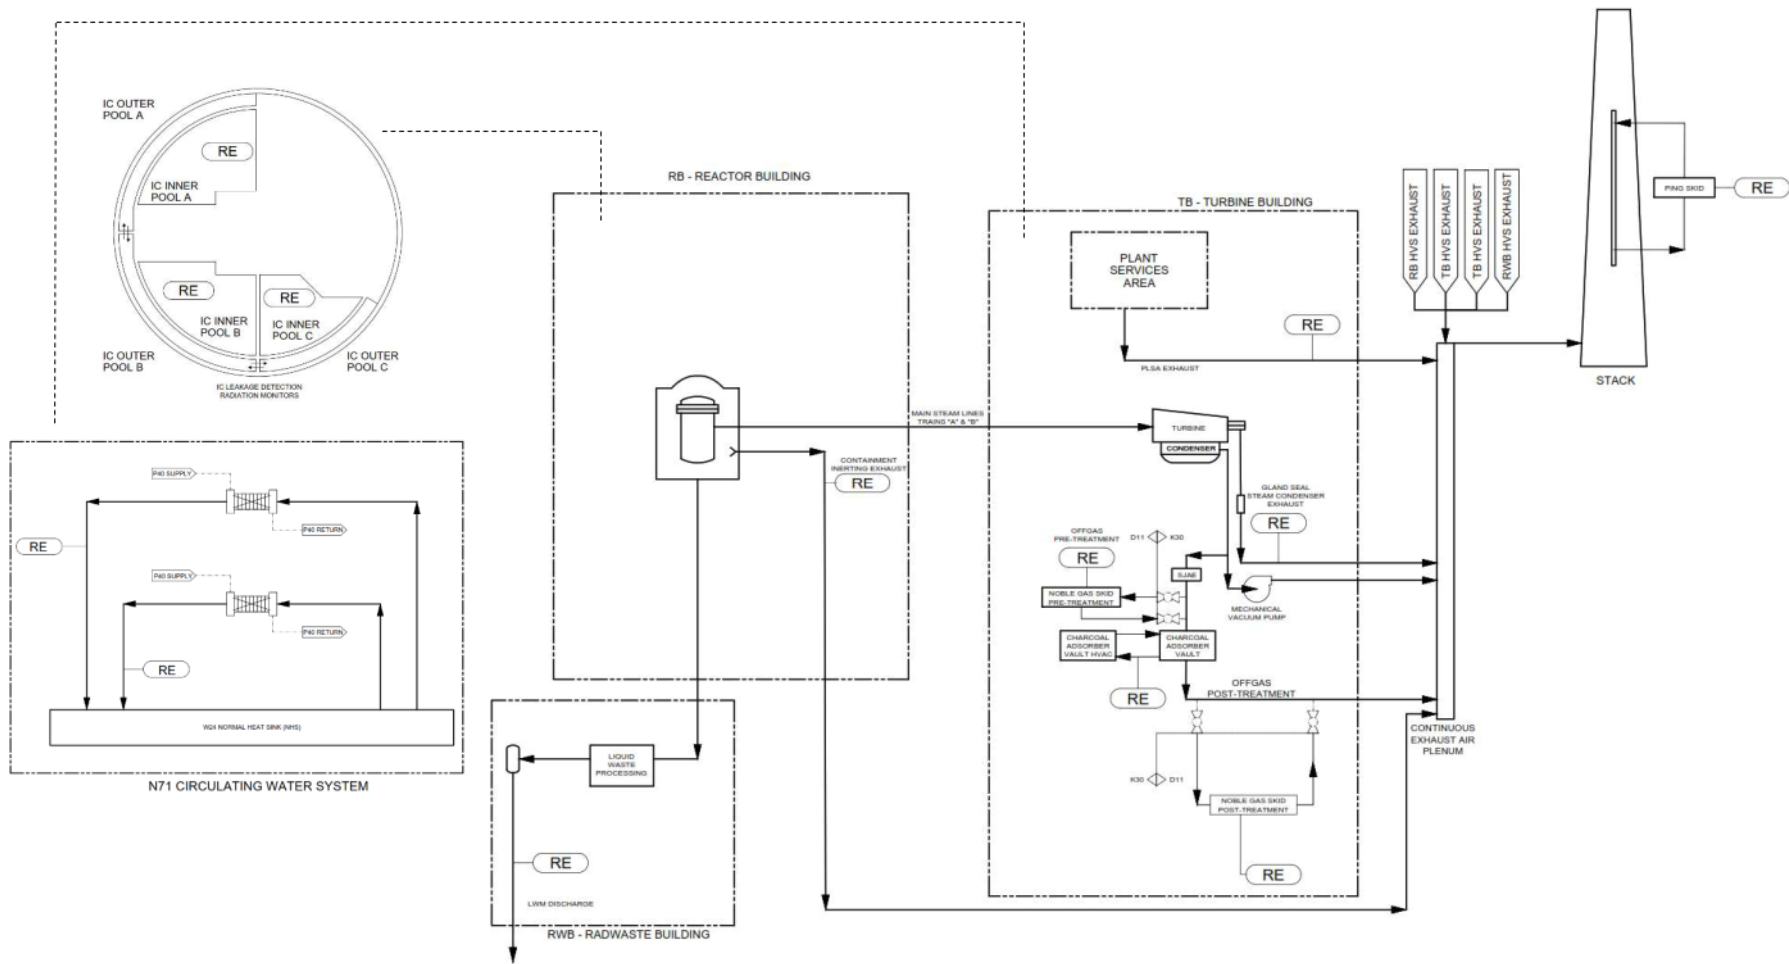 IC OUTER
POOL A
RE
IC INNER
POOL A
RE
RE
IC INNER
POOL B
IC INNER
POOL C
IC OUTER
POOL B
IC OUTER
POOL C
IC LEAKAGE DETECTION
RADIATION MONITORS
P40 SUPPLY
P40 RETURN
RE
P40 SUPPLY
P40 RETURN
RE
W24 NORMAL HEAT SINK (NHS)
N71 CIRCULATING WATER SYSTEM
RB - REACTOR BUILDING
MAIN STEAM LINES
TRAINS "A" & "B"
CONTAINMENT
INERTING EXHAUST
RE
LIQUID
WASTE
PROCESSING
RE
LWM DISCHARGE
RWB - RADWASTE BUILDING
TB - TURBINE BUILDING
PLANT
SERVICES
AREA
RE
PLSA EXHAUST
TURBINE
CONDENSER
GLAND SEAL
STEAM CONDENSER
EXHAUST
RE
OFFGAS
PRE-TREATMENT
RE
D11
K30
SJAE
NOBLE GAS SKID
PRE-TREATMENT
MECHANICAL
VACUUM PUMP
CHARCOAL
ADSORBER
VAULT HVAC
CHARCOAL
ADSORBER
VAULT
RE
OFFGAS
POST-TREATMENT
K30
D11
NOBLE GAS SKID
POST-TREATMENT
RE
RB HVS EXHAUST
TB HVS EXHAUST
TB HVS EXHAUST
RWB HVS EXHAUST
CONTINUOUS
EXHAUST AIR
PLENUM
STACK
PING SKID
RE